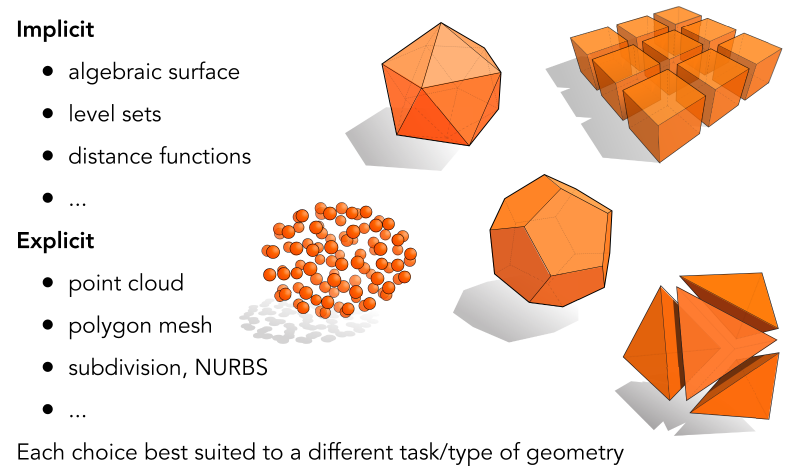 Implicit
• algebraic surface
• level sets
• distance functions
• ...
Explicit
• point cloud
• polygon mesh
• subdivision, NURBS
• ...
Each choice best suited to a different task/type of geometry